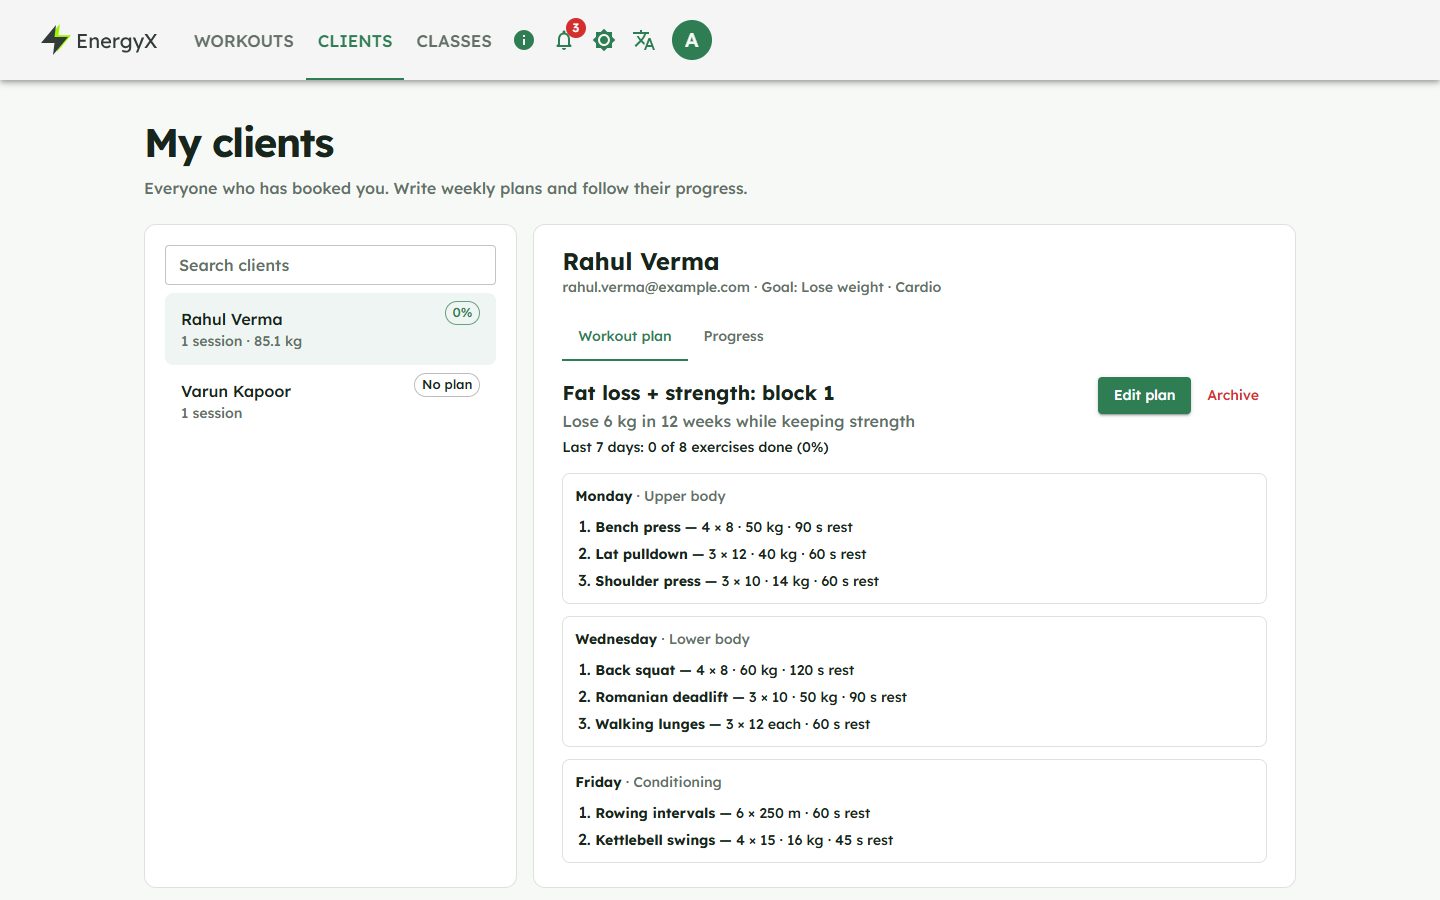 EnergyX WORKOUTS CLIENTS CLASSES 3 A
My clients
Everyone who has booked you. Write weekly plans and follow their progress.
Search clients
Rahul Verma 0%
1 session · 85.1 kg
Varun Kapoor No plan
1 session
Rahul Verma
rahul.verma@example.com · Goal: Lose weight · Cardio
Workout plan Progress
Fat loss + strength: block 1 Edit plan Archive
Lose 6 kg in 12 weeks while keeping strength
Last 7 days: 0 of 8 exercises done (0%)
Monday · Upper body
1. Bench press — 4 × 8 · 50 kg · 90 s rest
2. Lat pulldown — 3 × 12 · 40 kg · 60 s rest
3. Shoulder press — 3 × 10 · 14 kg · 60 s rest
Wednesday · Lower body
1. Back squat — 4 × 8 · 60 kg · 120 s rest
2. Romanian deadlift — 3 × 10 · 50 kg · 90 s rest
3. Walking lunges — 3 × 12 each · 60 s rest
Friday · Conditioning
1. Rowing intervals — 6 × 250 m · 60 s rest
2. Kettlebell swings — 4 × 15 · 16 kg · 45 s rest